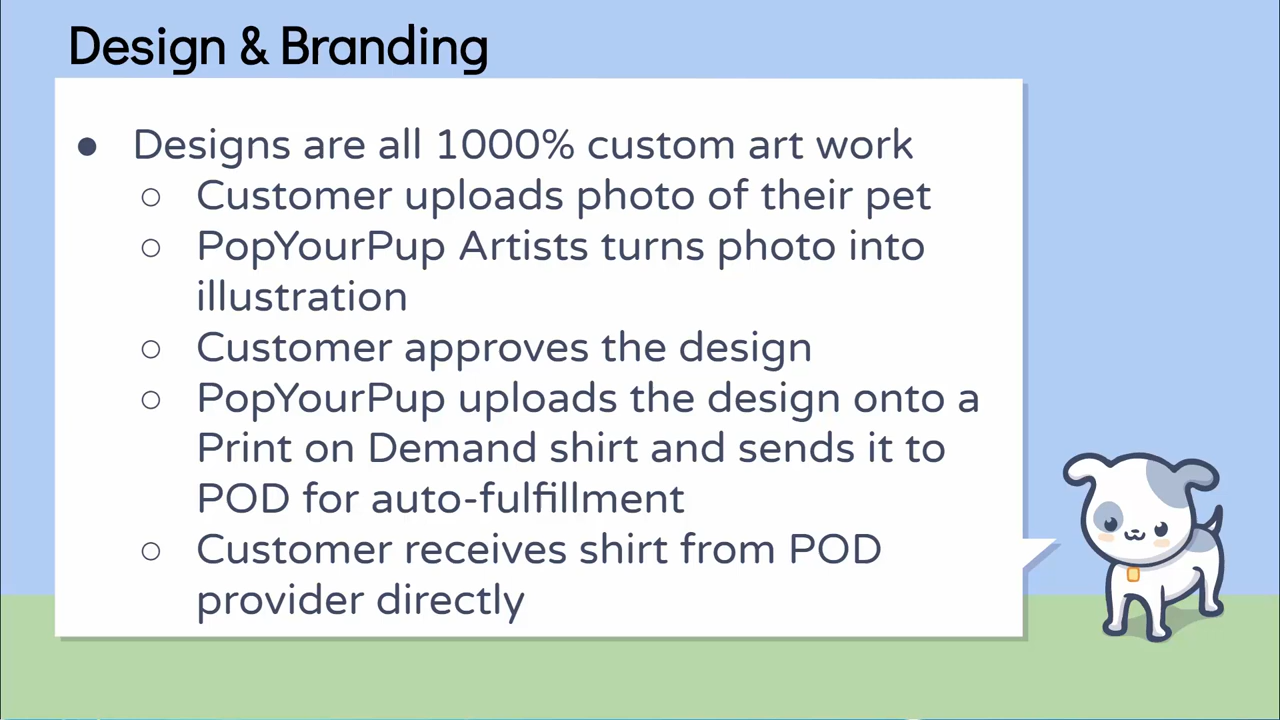 Design & Branding
● Designs are all 1000% custom art work
○ Customer uploads photo of their pet
○ PopYourPup Artists turns photo into
illustration
○ Customer approves the design
○ PopYourPup uploads the design onto a
Print on Demand shirt and sends it to
POD for auto-fulfillment
○ Customer receives shirt from POD
provider directly